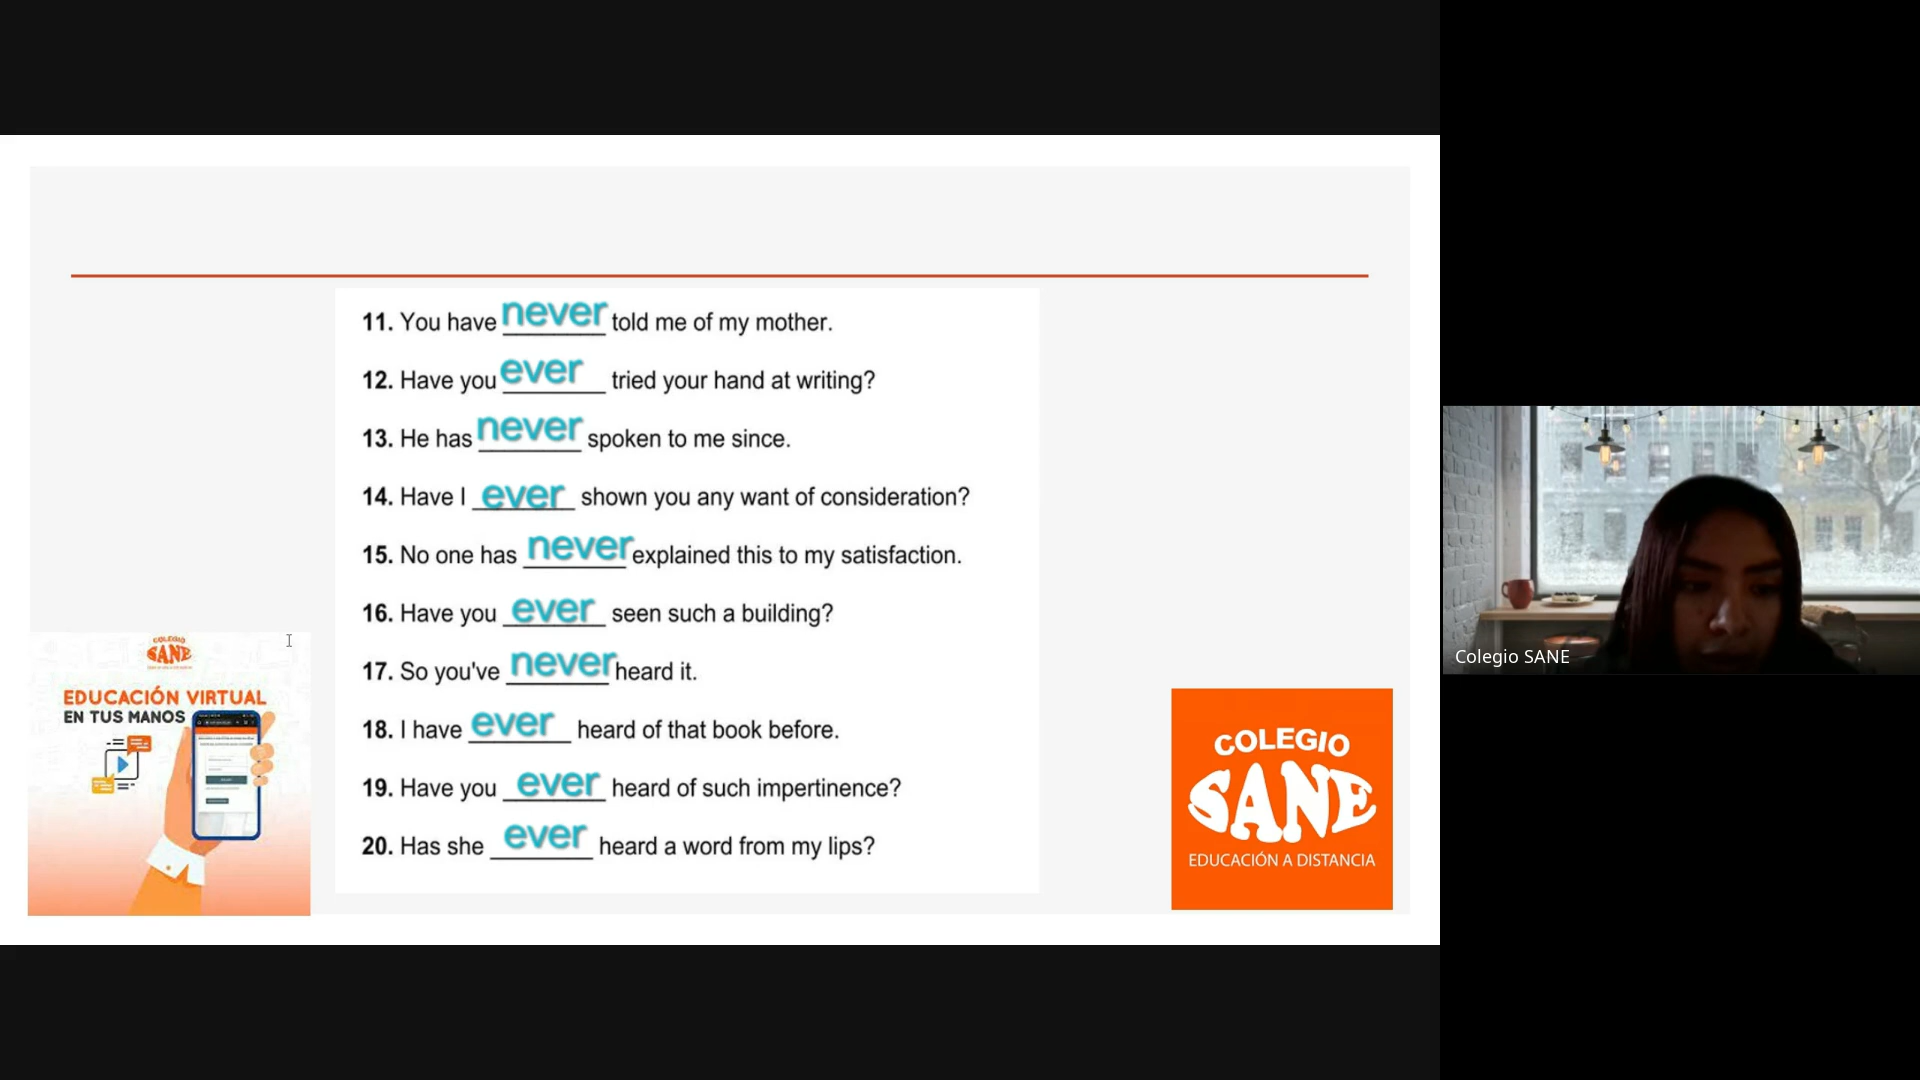 11. You have never told me of my mother.
12. Have you ever tried your hand at writing?
13. He has never spoken to me since.
14. Have I ever shown you any want of consideration?
15. No one has never explained this to my satisfaction.
16. Have you ever seen such a building?
17. So you've never heard it.
18. I have ever heard of that book before.
19. Have you ever heard of such impertinence?
20. Has she ever heard a word from my lips?
COLEGIO
SANE
EDUCACIÓN VIRTUAL
EN TUS MANOS
COLEGIO
SANE
EDUCACIÓN A DISTANCIA
Colegio SANE